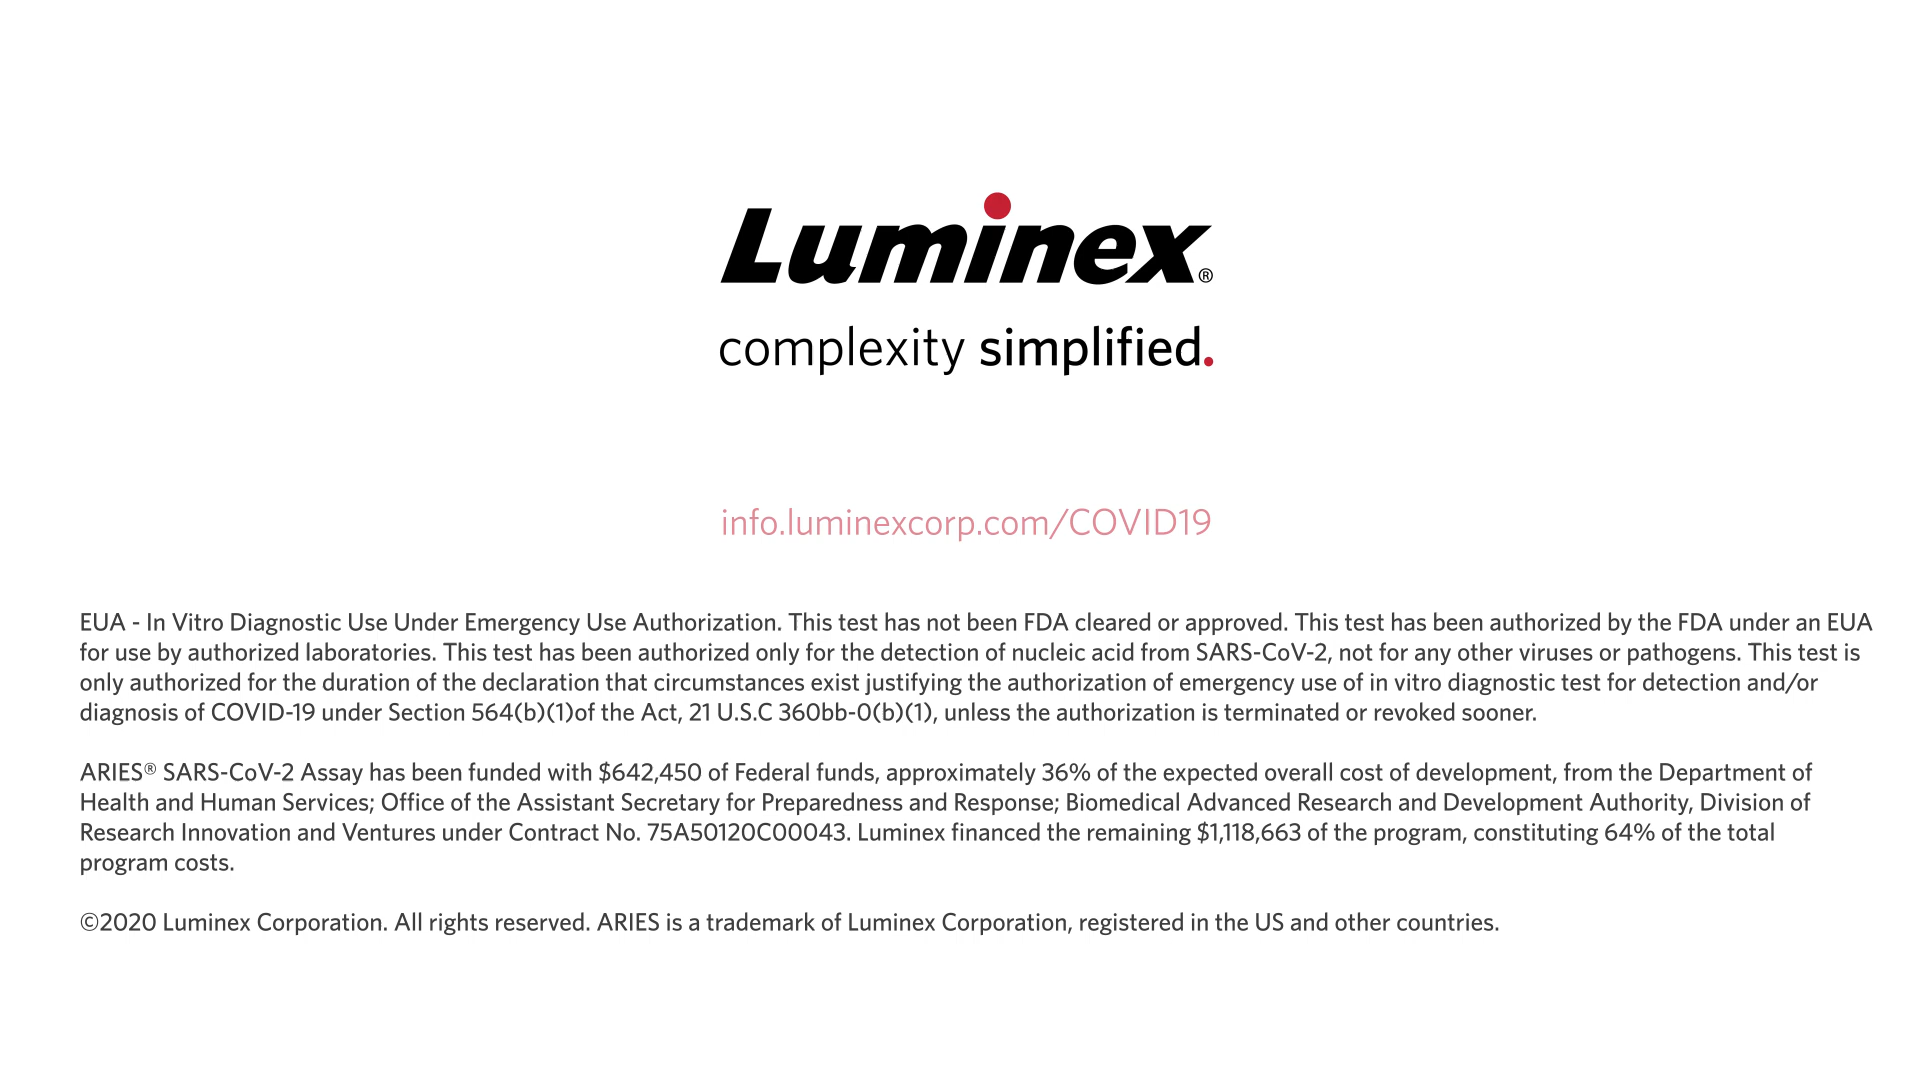 Luminex®
complexity simplified.
info.luminexcorp.com/COVID19
EUA - In Vitro Diagnostic Use Under Emergency Use Authorization. This test has not been FDA cleared or approved. This test has been authorized by the FDA under an EUA
for use by authorized laboratories. This test has been authorized only for the detection of nucleic acid from SARS-CoV-2, not for any other viruses or pathogens. This test is
only authorized for the duration of the declaration that circumstances exist justifying the authorization of emergency use of in vitro diagnostic test for detection and/or
diagnosis of COVID-19 under Section 564(b)(1)of the Act, 21 U.S.C 360bb-0(b)(1), unless the authorization is terminated or revoked sooner.
ARIES® SARS-CoV-2 Assay has been funded with $642,450 of Federal funds, approximately 36% of the expected overall cost of development, from the Department of
Health and Human Services; Office of the Assistant Secretary for Preparedness and Response; Biomedical Advanced Research and Development Authority, Division of
Research Innovation and Ventures under Contract No. 75A50120C00043. Luminex financed the remaining $1,118,663 of the program, constituting 64% of the total
program costs.
©2020 Luminex Corporation. All rights reserved. ARIES is a trademark of Luminex Corporation, registered in the US and other countries.